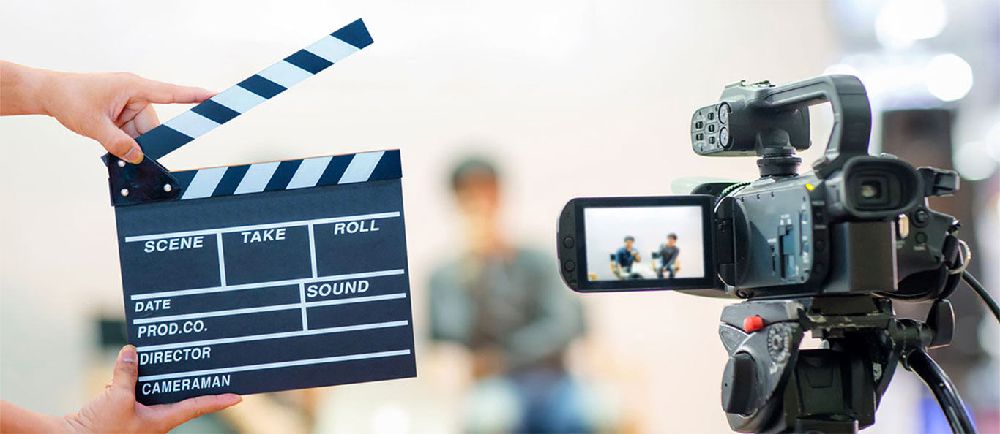 SCENE TAKE ROLL
DATE SOUND
PROD.CO.
DIRECTOR
CAMERAMAN